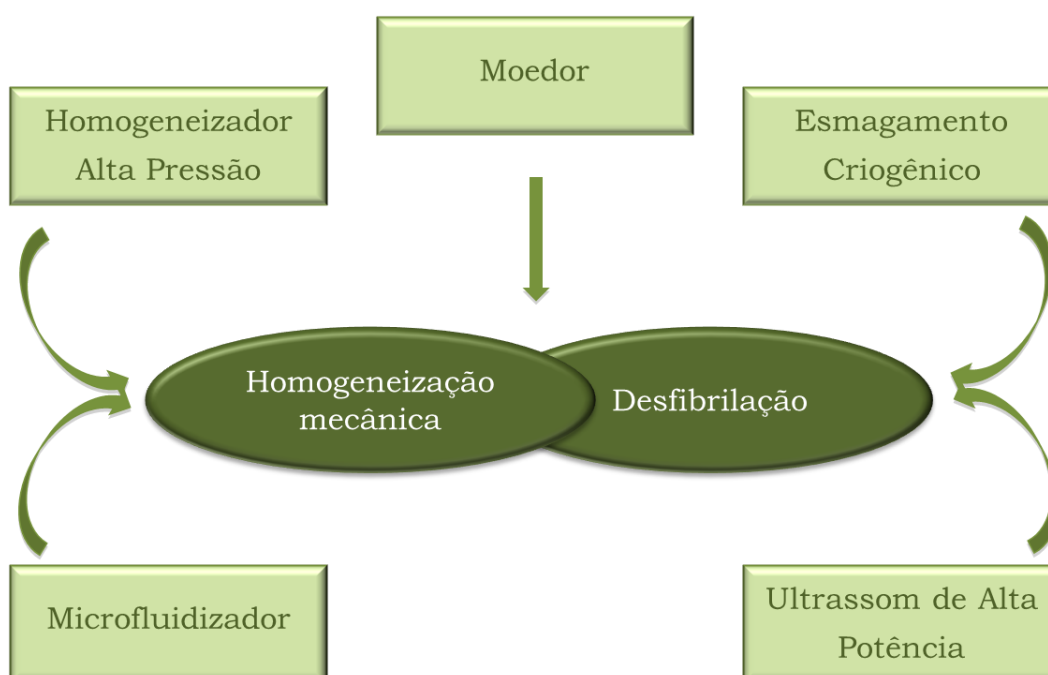 Moedor
Homogeneizador
Alta Pressão
Esmagamento
Criogênico
Homogeneização
mecânica
Desfibrilação
Microfluidizador
Ultrassom de Alta
Potência